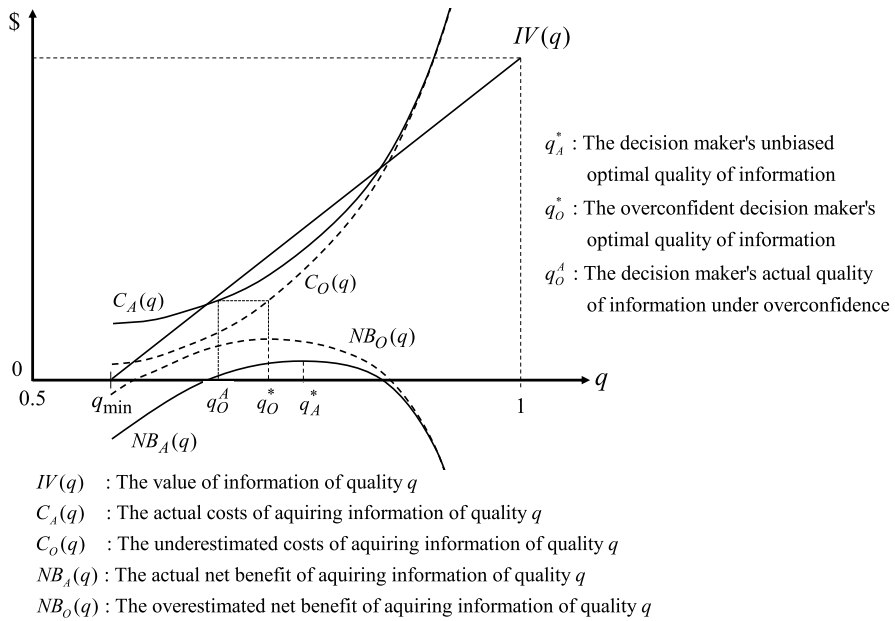 $
IV(q)
q*A : The decision maker's unbiased
optimal quality of information
q*O : The overconfident decision maker's
optimal quality of information
qAO : The decision maker's actual quality
of information under overconfidence
CA(q)
CO(q)
NBO(q)
0
q
0.5
qmin
qAO
q*O
q*A
1
NBA(q)
IV(q) : The value of information of quality q
CA(q) : The actual costs of aquiring information of quality q
CO(q) : The underestimated costs of aquiring information of quality q
NBA(q) : The actual net benefit of aquiring information of quality q
NBO(q) : The overestimated net benefit of aquiring information of quality q